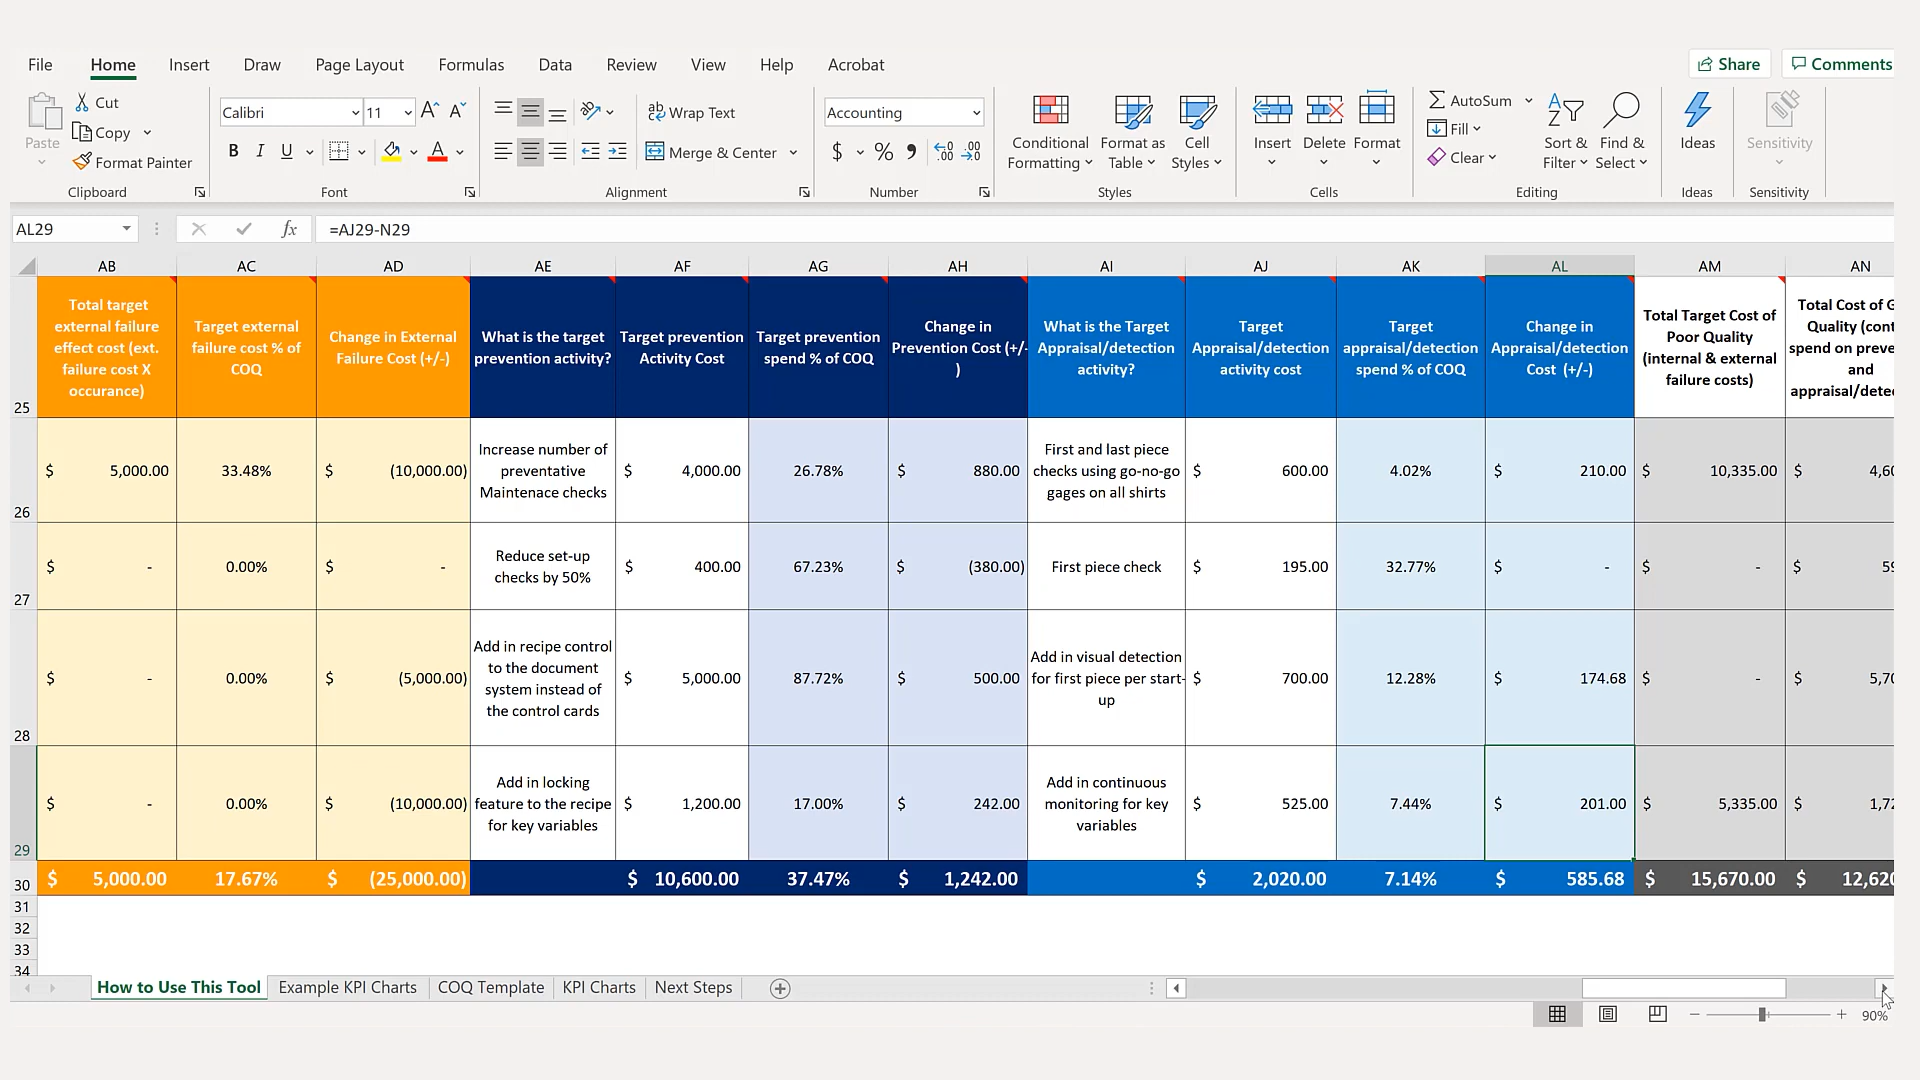 File Home Insert Draw Page Layout Formulas Data Review View Help Acrobat Share Comments
Paste Cut
Copy
Format Painter
Clipboard
Calibri 11 A A
B I U A
Font
ab Wrap Text
Merge & Center
Alignment
Accounting
$ % 9 .00 .00
Number
Conditional Formatting
Format as Table
Cell Styles
Styles
Insert Delete Format
Cells
AutoSum
Fill
Clear
Sort & Filter
Find & Select
Editing
Ideas
Ideas
Sensitivity
Sensitivity
AL29 fx =AJ29-N29
AB AC AD AE AF AG AH AI AJ AK AL AM AN
25
Total target
external failure
effect cost (ext.
failure cost X
occurance)
Target external
failure cost % of
COQ
Change in External
Failure Cost (+/-)
What is the target
prevention activity?
Target prevention
Activity Cost
Target prevention
spend % of COQ
Change in
Prevention Cost (+/-
)
What is the Target
Appraisal/detection
activity?
Target
Appraisal/detection
activity cost
Target
appraisal/detection
spend % of COQ
Change in
Appraisal/detection
Cost (+/-)
Total Target Cost of
Poor Quality
(internal & external
failure costs)
Total Cost of G
Quality (cont
spend on preve
and
appraisal/dete
26
$ 5,000.00 33.48% $ (10,000.00)
Increase number of
preventative
Maintenace checks
$ 4,000.00 26.78% $ 880.00
First and last piece
checks using go-no-go
gages on all shirts
$ 600.00 4.02% $ 210.00 $ 10,335.00 $ 4,60
27
$ - 0.00% $ -
Reduce set-up
checks by 50%
$ 400.00 67.23% $ (380.00)
First piece check
$ 195.00 32.77% $ - $ - $ 59
28
$ - 0.00% $ (5,000.00)
Add in recipe control
to the document
system instead of
the control cards
$ 5,000.00 87.72% $ 500.00
Add in visual detection
for first piece per start-
up
$ 700.00 12.28% $ 174.68 $ - $ 5,70
29
$ - 0.00% $ (10,000.00)
Add in locking
feature to the recipe
for key variables
$ 1,200.00 17.00% $ 242.00
Add in continuous
monitoring for key
variables
$ 525.00 7.44% $ 201.00 $ 5,335.00 $ 1,72
30 $ 5,000.00 17.67% $ (25,000.00) $ 10,600.00 37.47% $ 1,242.00 $ 2,020.00 7.14% $ 585.68 $ 15,670.00 $ 12,620
31
32
33
34
How to Use This Tool Example KPI Charts COQ Template KPI Charts Next Steps
90%